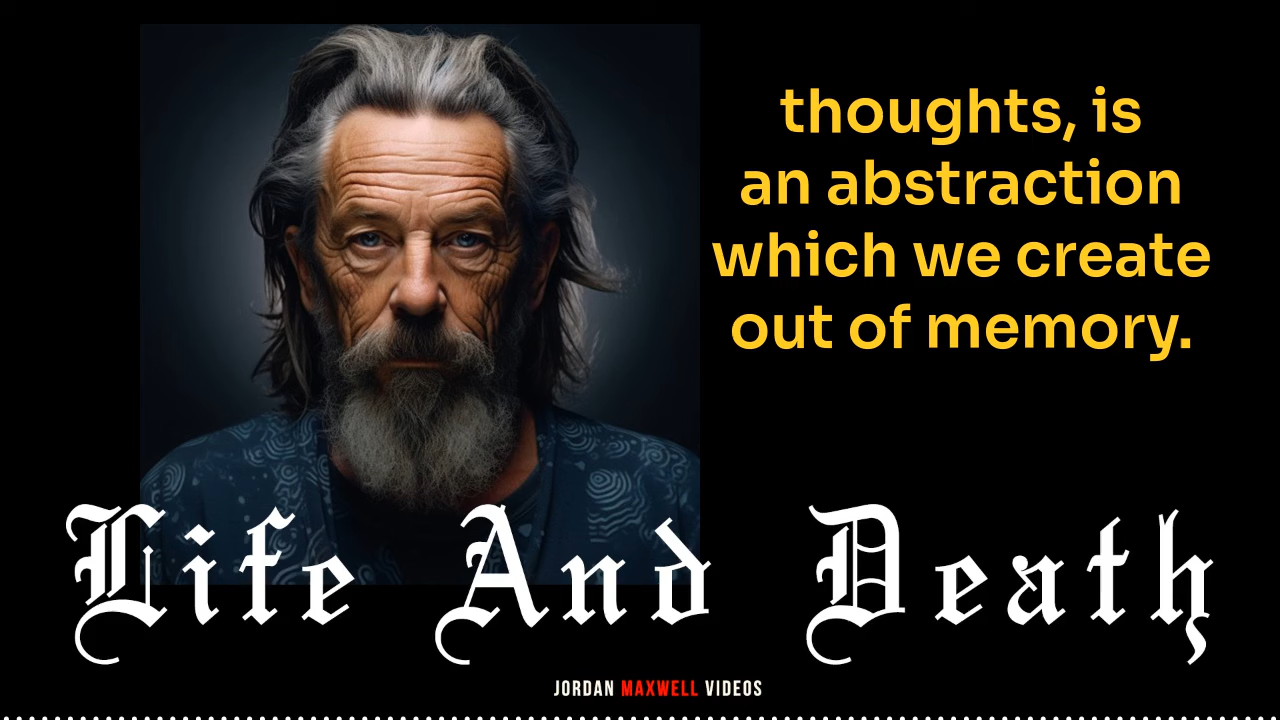 thoughts, is
an abstraction
which we create
out of memory.
Life And Death
JORDAN MAXWELL VIDEOS